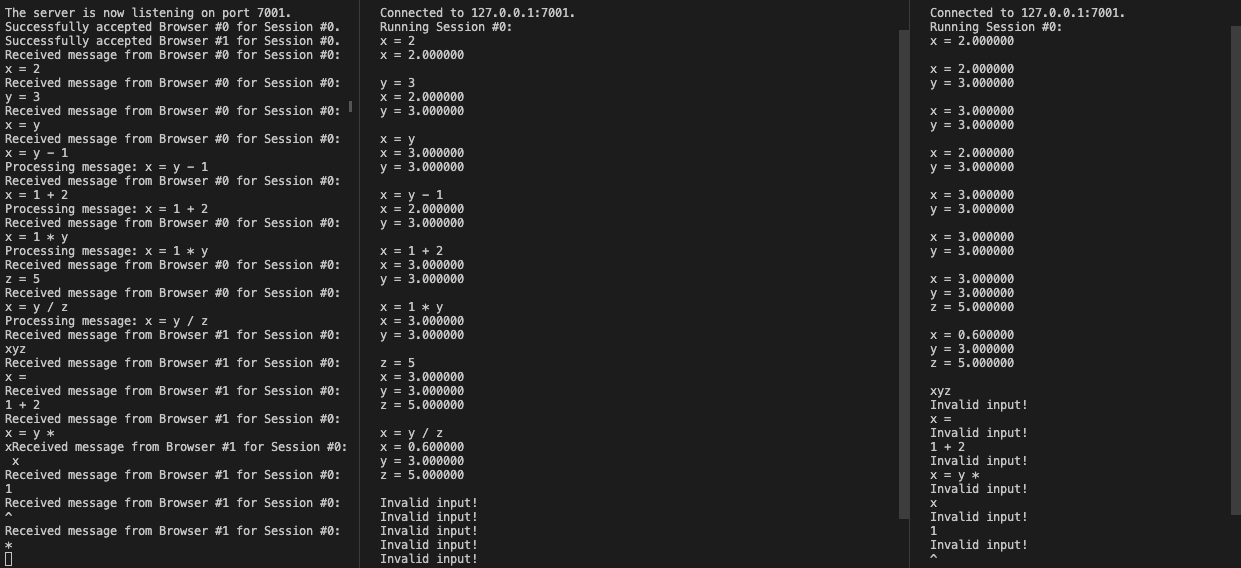 The server is now listening on port 7001.
Successfully accepted Browser #0 for Session #0.
Successfully accepted Browser #1 for Session #0.
Received message from Browser #0 for Session #0:
x = 2
Received message from Browser #0 for Session #0:
y = 3
Received message from Browser #0 for Session #0:
x = y
Received message from Browser #0 for Session #0:
x = y - 1
Processing message: x = y - 1
Received message from Browser #0 for Session #0:
x = 1 + 2
Processing message: x = 1 + 2
Received message from Browser #0 for Session #0:
x = 1 * y
Processing message: x = 1 * y
Received message from Browser #0 for Session #0:
z = 5
Received message from Browser #0 for Session #0:
x = y / z
Processing message: x = y / z
Received message from Browser #1 for Session #0:
xyz
Received message from Browser #1 for Session #0:
x =
Received message from Browser #1 for Session #0:
1 + 2
Received message from Browser #1 for Session #0:
x = y *
xReceived message from Browser #1 for Session #0:
x
Received message from Browser #1 for Session #0:
1
Received message from Browser #1 for Session #0:
^
Received message from Browser #1 for Session #0:
*
Connected to 127.0.0.1:7001.
Running Session #0:
x = 2
x = 2.000000
y = 3
x = 2.000000
y = 3.000000
x = y
x = 3.000000
y = 3.000000
x = y - 1
x = 2.000000
y = 3.000000
x = 1 + 2
x = 3.000000
y = 3.000000
x = 1 * y
x = 3.000000
y = 3.000000
z = 5
x = 3.000000
y = 3.000000
z = 5.000000
x = y / z
x = 0.600000
y = 3.000000
z = 5.000000
Invalid input!
Invalid input!
Invalid input!
Invalid input!
Invalid input!
Connected to 127.0.0.1:7001.
Running Session #0:
x = 2.000000
x = 2.000000
y = 3.000000
x = 3.000000
y = 3.000000
x = 2.000000
y = 3.000000
x = 3.000000
y = 3.000000
x = 3.000000
y = 3.000000
x = 3.000000
y = 3.000000
z = 5.000000
x = 0.600000
y = 3.000000
z = 5.000000
xyz
Invalid input!
x =
Invalid input!
1 + 2
Invalid input!
x = y *
Invalid input!
x
Invalid input!
1
Invalid input!
^